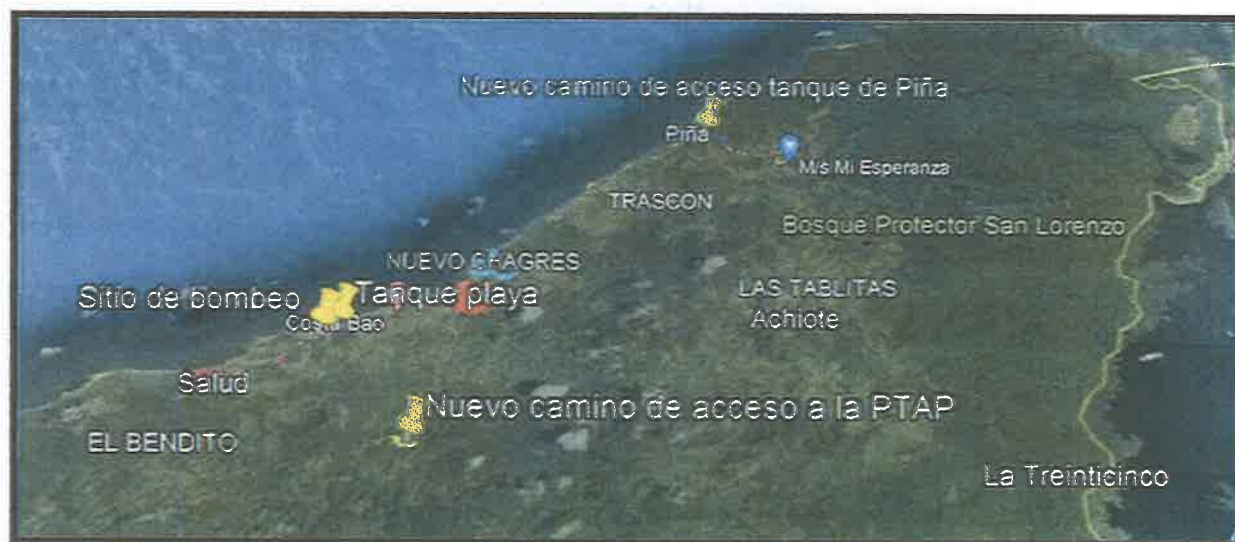 Nuevo camino de acceso tanque de Piña
Piña
M/s Mi Esperanza
TRASCON
Bosque Protector San Lorenzo
NUEVO CHAGRES
Sitio de bombeo
Tanque playa
LAS TABLITAS
Costa Bao
Achiote
Salud
Nuevo camino de acceso a la PTAP
EL BENDITO
La Treinticinco